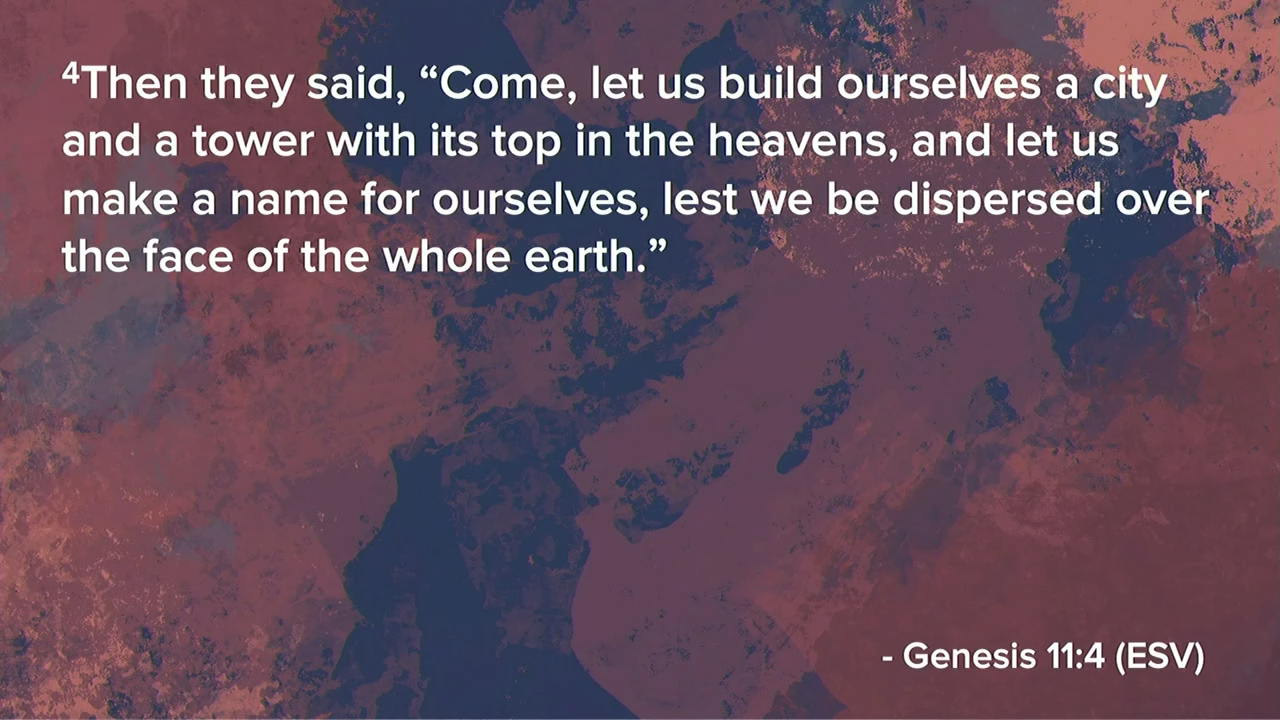 ⁴Then they said, “Come, let us build ourselves a city
and a tower with its top in the heavens, and let us
make a name for ourselves, lest we be dispersed over
the face of the whole earth.”
- Genesis 11:4 (ESV)